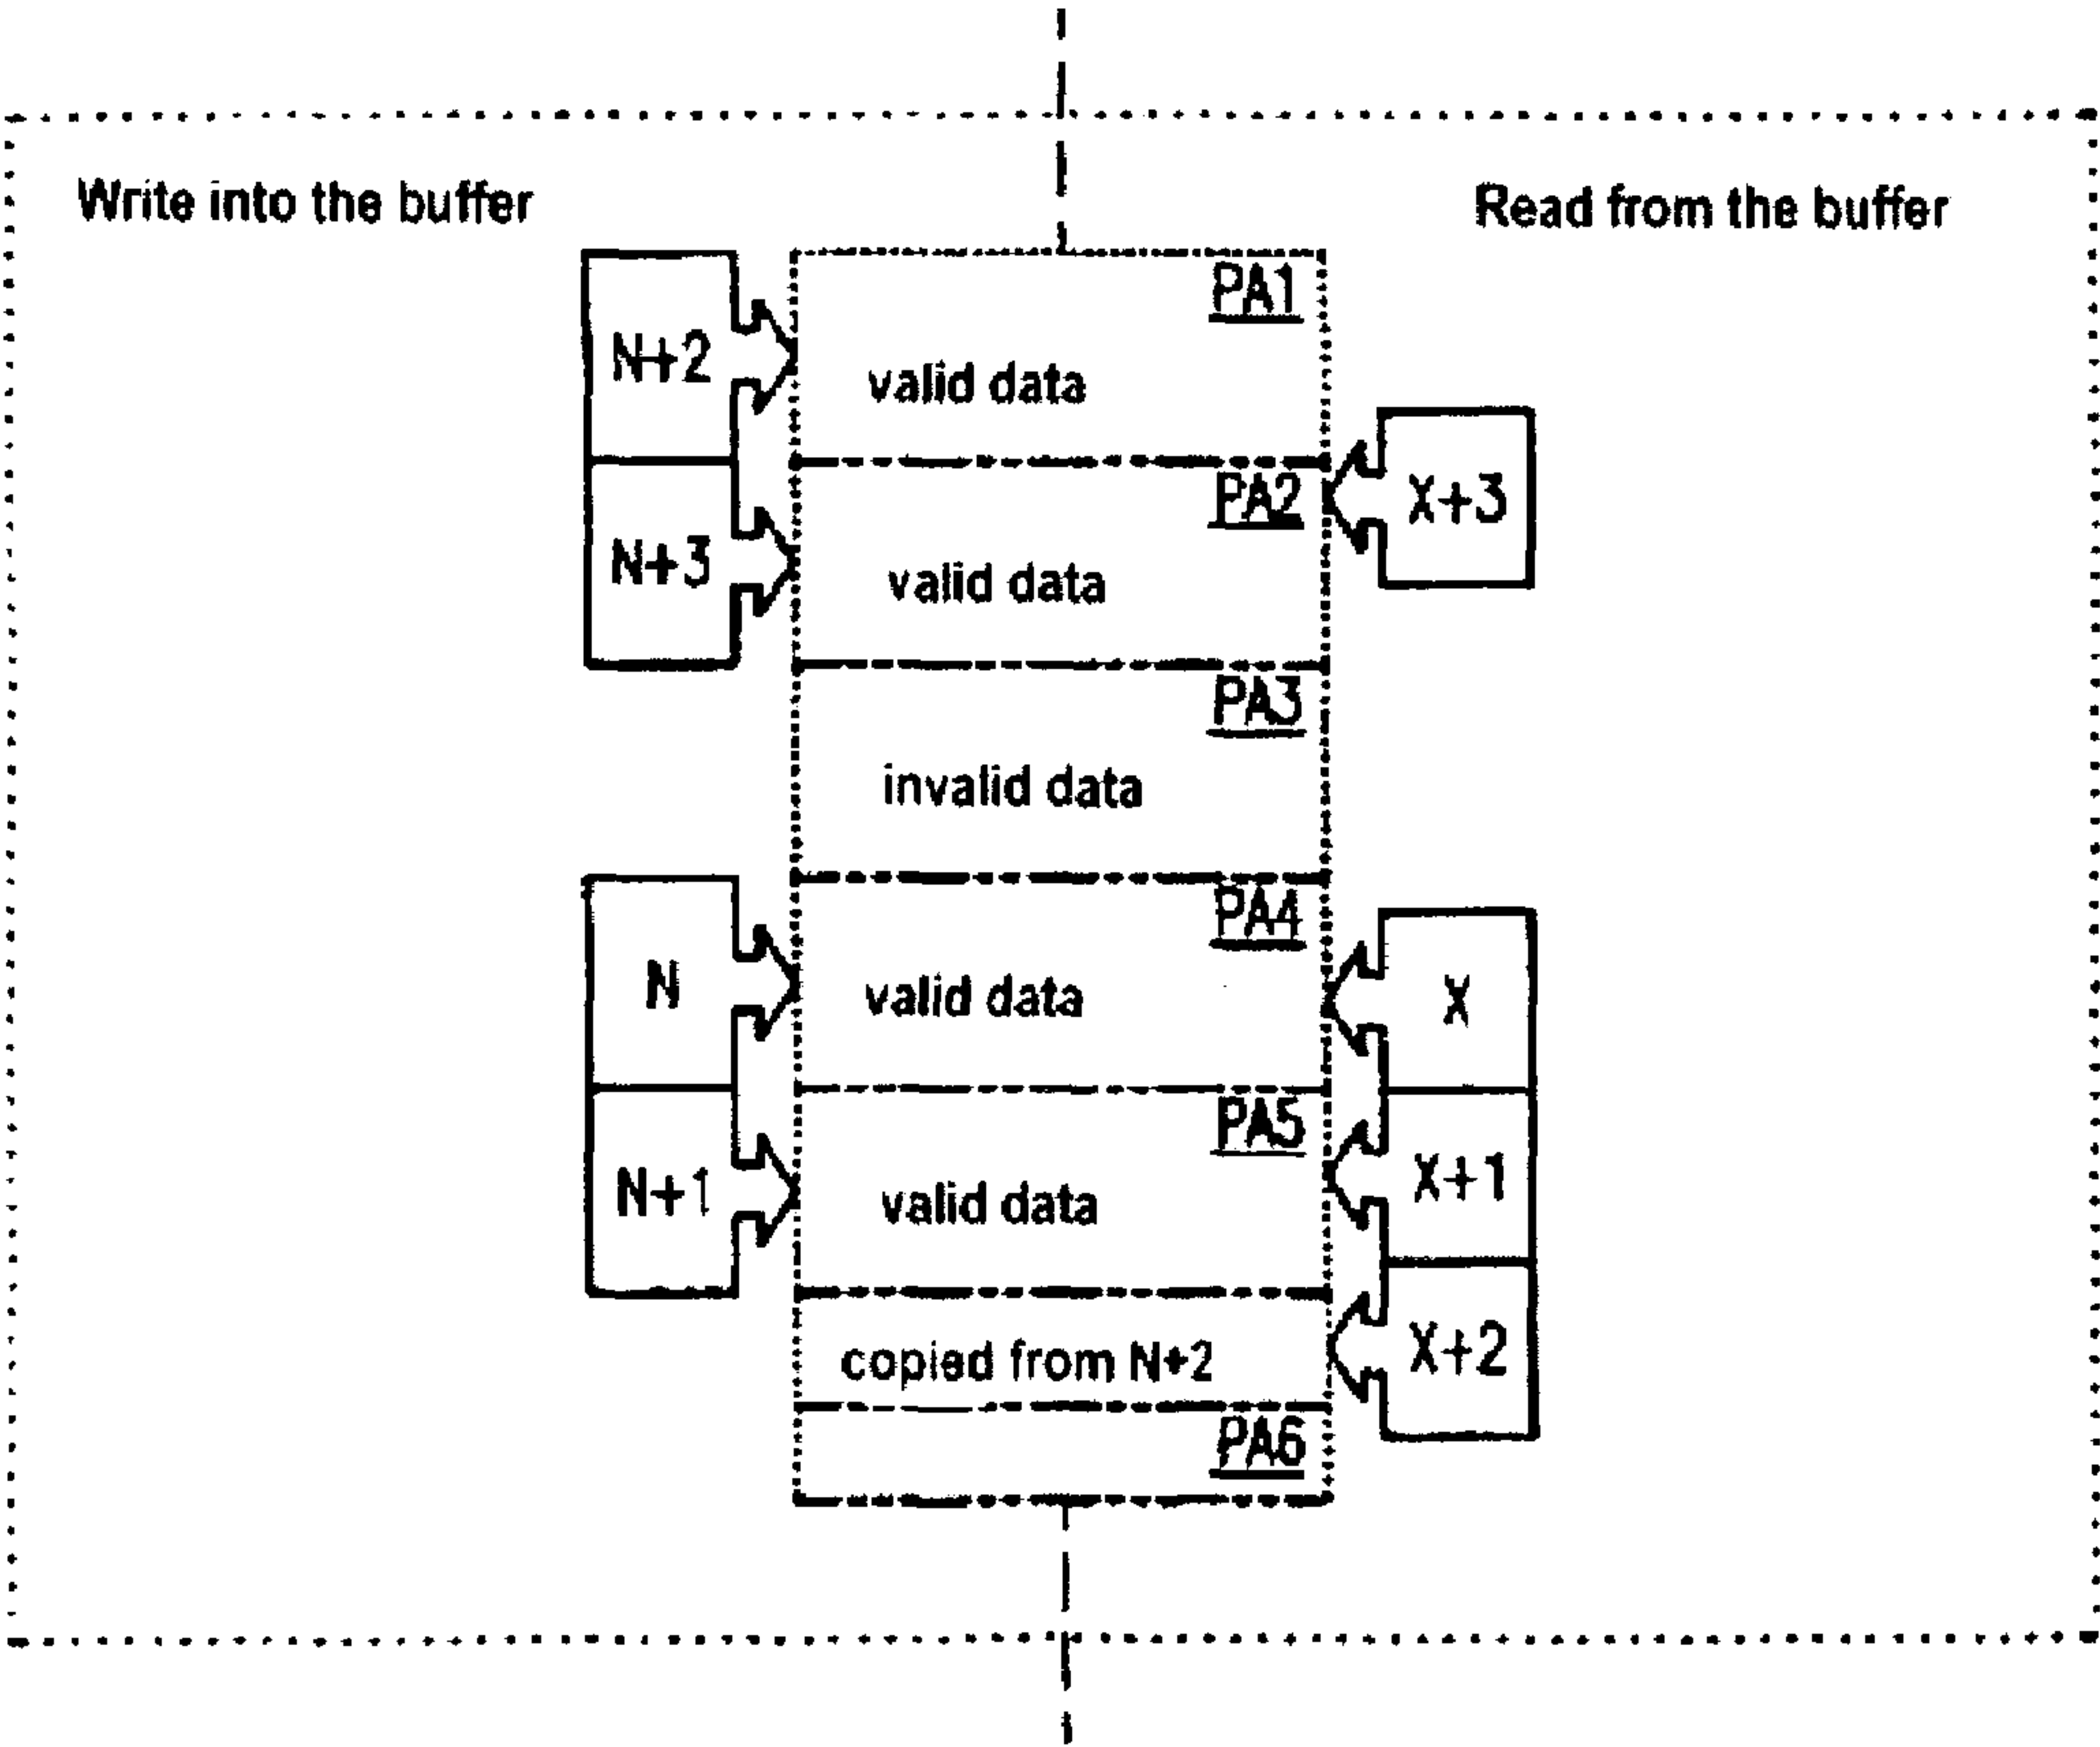 Write into the buffer
Read from the buffer
PA1
N+2
valid data
PA2
X+3
N+3
valid data
PA3
invalid data
PA4
N
valid data
X
PA5
X+1
N+1
valid data
X+2
copied from N+2
PA6